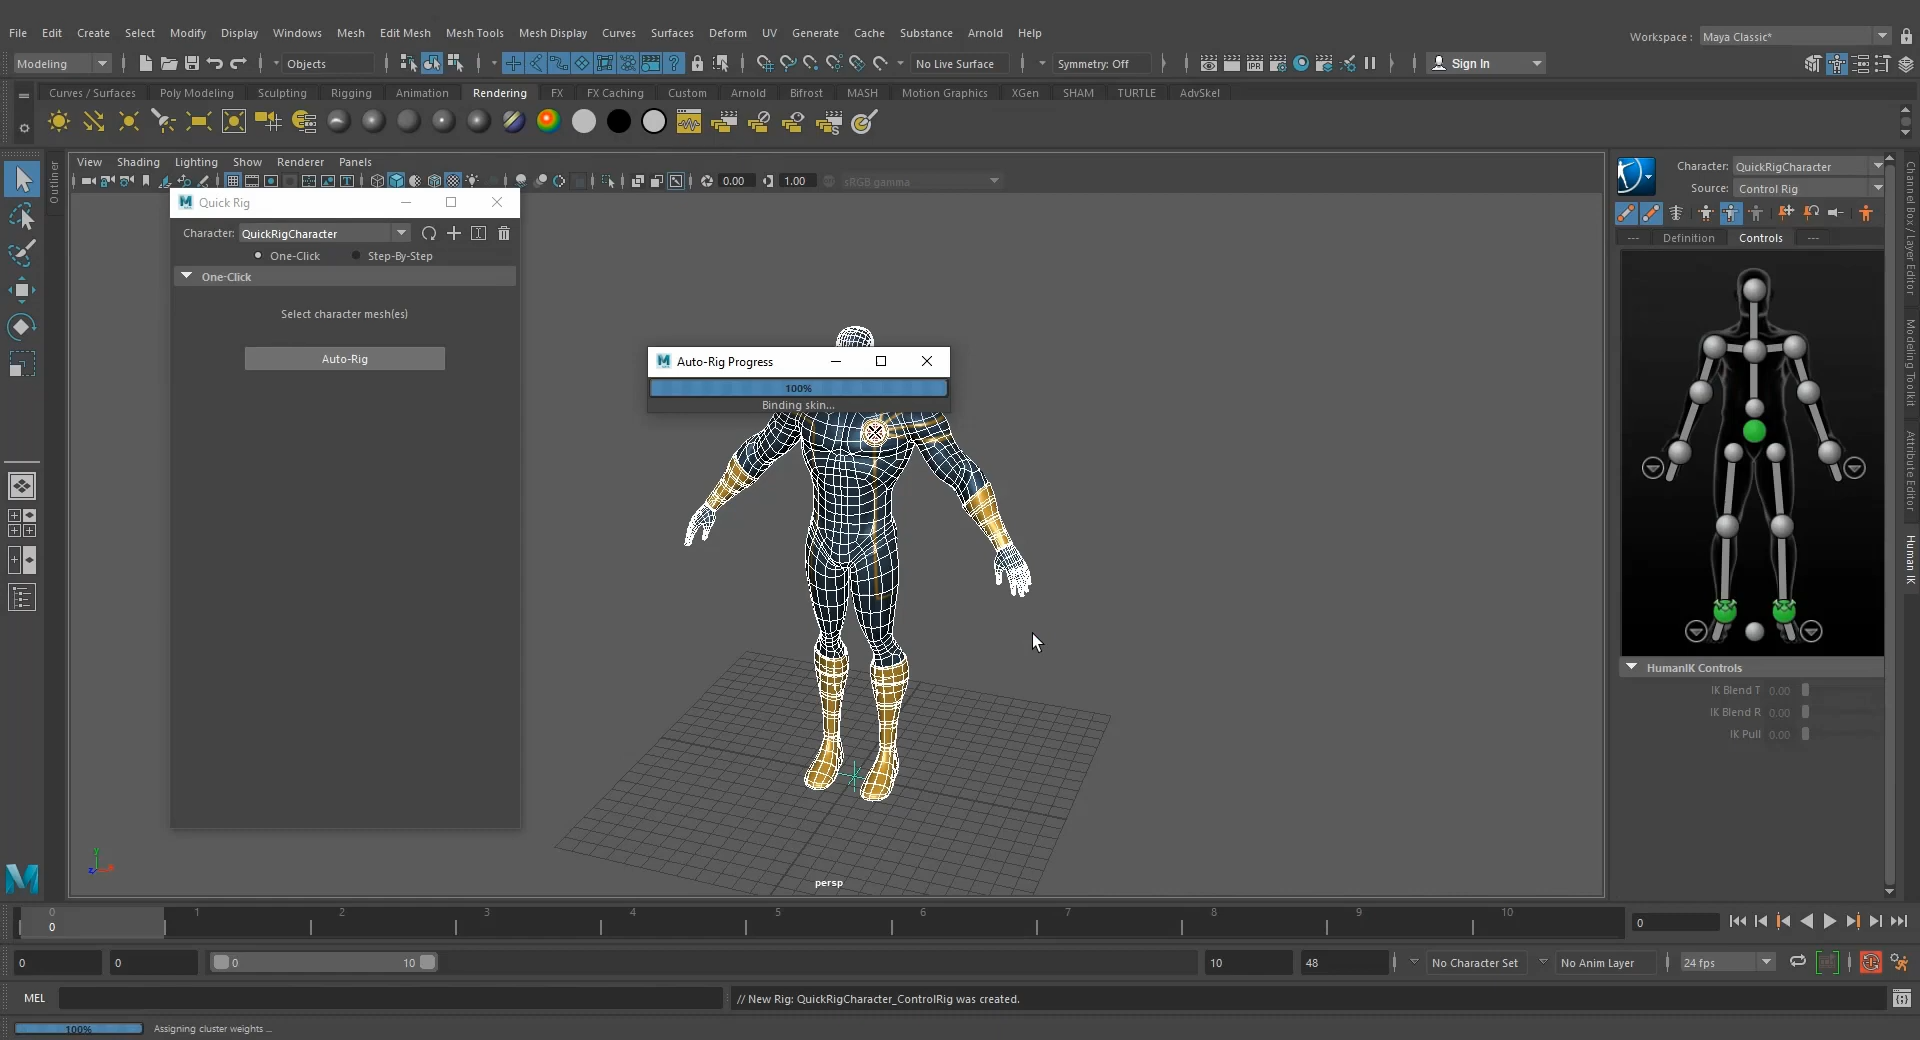 File Edit Create Select Modify Display Windows Mesh Edit Mesh Mesh Tools Mesh Display Curves Surfaces Deform UV Generate Cache Substance Arnold Help
Workspace : Maya Classic*
Modeling Objects No Live Surface Symmetry: Off Sign In
Curves / Surfaces Poly Modeling Sculpting Rigging Animation Rendering FX FX Caching Custom Arnold Bifrost MASH Motion Graphics XGen SHAM TURTLE AdvSkel
View Shading Lighting Show Renderer Panels
0.00 1.00 sRGB gamma
Outliner
Quick Rig
Character: QuickRigCharacter
One-Click Step-By-Step
One-Click
Select character mesh(es)
Auto-Rig
Auto-Rig Progress
100%
Binding skin...
persp
Character: QuickRigCharacter
Source: Control Rig
--- Definition Controls ---
HumanIK Controls
IK Blend T 0.00
IK Blend R 0.00
IK Pull 0.00
Channel Box / Layer Editor
Modeling Toolkit
Attribute Editor
Human IK
0 1 2 3 4 5 6 7 8 9 10
0 0
0 0 0 10 10 48 No Character Set No Anim Layer 24 fps
MEL // New Rig: QuickRigCharacter_ControlRig was created.
100% Assigning cluster weights ...